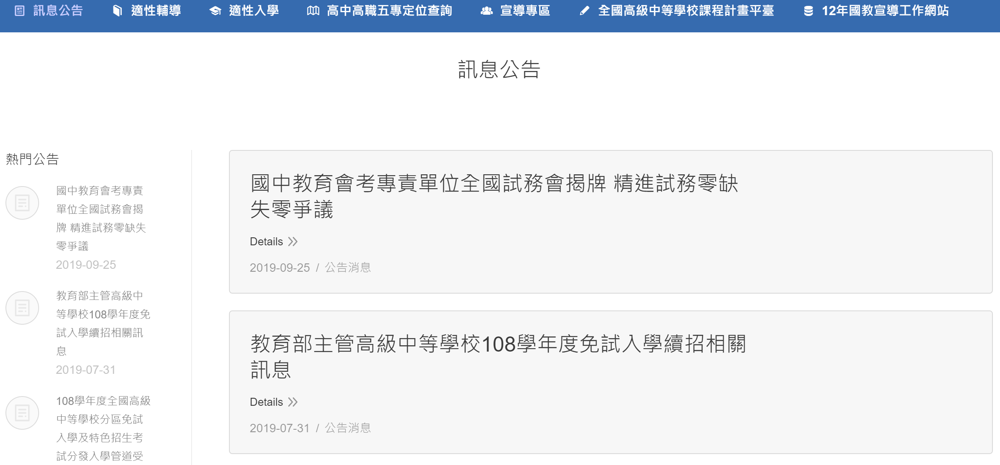 訊息公告 適性輔導 適性入學 高中高職五專定位查詢 宣導專區 全國高級中等學校課程計畫平臺 12年國教宣導工作網站
訊息公告
熱門公告
國中教育會考專責
單位全國試務會揭
牌 精進試務零缺失
零爭議
2019-09-25
教育部主管高級中
等學校108學年度免
試入學續招相關訊
息
2019-07-31
108學年度全國高級
中等學校分區免試
入學及特色招生考
試分發入學管道受
國中教育會考專責單位全國試務會揭牌 精進試務零缺
失零爭議
Details
2019-09-25 / 公告消息
教育部主管高級中等學校108學年度免試入學續招相關
訊息
Details
2019-07-31 / 公告消息